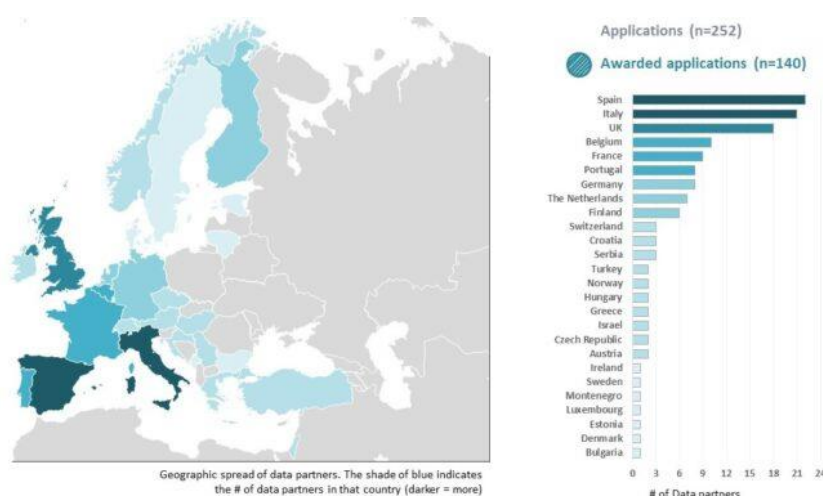 Applications (n=252)
Awarded applications (n=140)
Spain
Italy
UK
Belgium
France
Portugal
Germany
The Netherlands
Finland
Switzerland
Croatia
Serbia
Turkey
Norway
Hungary
Greece
Israel
Czech Republic
Austria
Ireland
Sweden
Montenegro
Luxembourg
Estonia
Denmark
Bulgaria
0 3 6 9 12 15 18 21 24
# of Data partners
Geographic spread of data partners. The shade of blue indicates
the # of data partners in that country (darker = more)